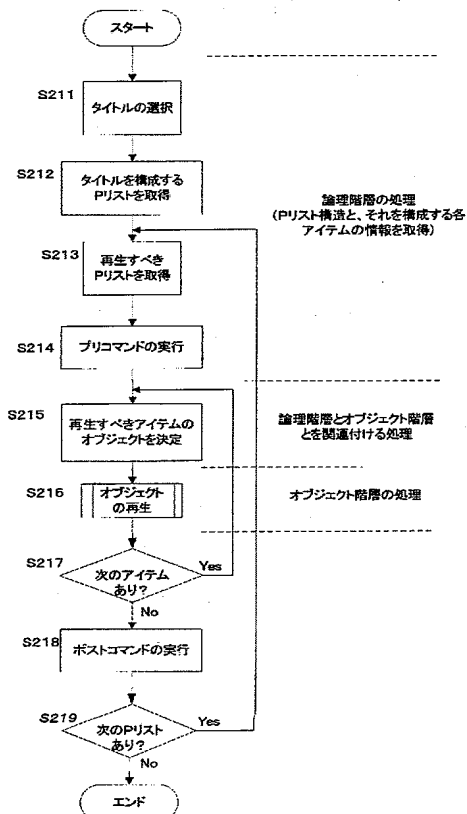 スタート
S211
タイトルの選択
S212
タイトルを構成する
Pリストを取得
論理階層の処理
(Pリスト構造と、それを構成する各
アイテムの情報を取得)
S213
再生すべき
Pリストを取得
S214
プリコマンドの実行
S215
再生すべきアイテムの
オブジェクトを決定
論理階層とオブジェクト階層
とを関連付ける処理
S216
オブジェクト
の再生
オブジェクト階層の処理
S217
次のアイテム
あり?
Yes
No
S218
ポストコマンドの実行
S219
次のPリスト
あり?
Yes
No
エンド